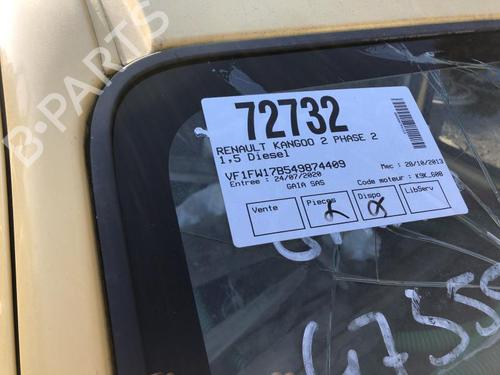 B-PARTS
72732
RENAULT KANGOO 2 PHASE 2
1.5 Diesel
VF1FW17B549874409 Mec : 28/10/2013
Entree : 24/07/2020 Code moteur : K9K_608
GAIA SAS
Vente Pieces Dispo LibServ